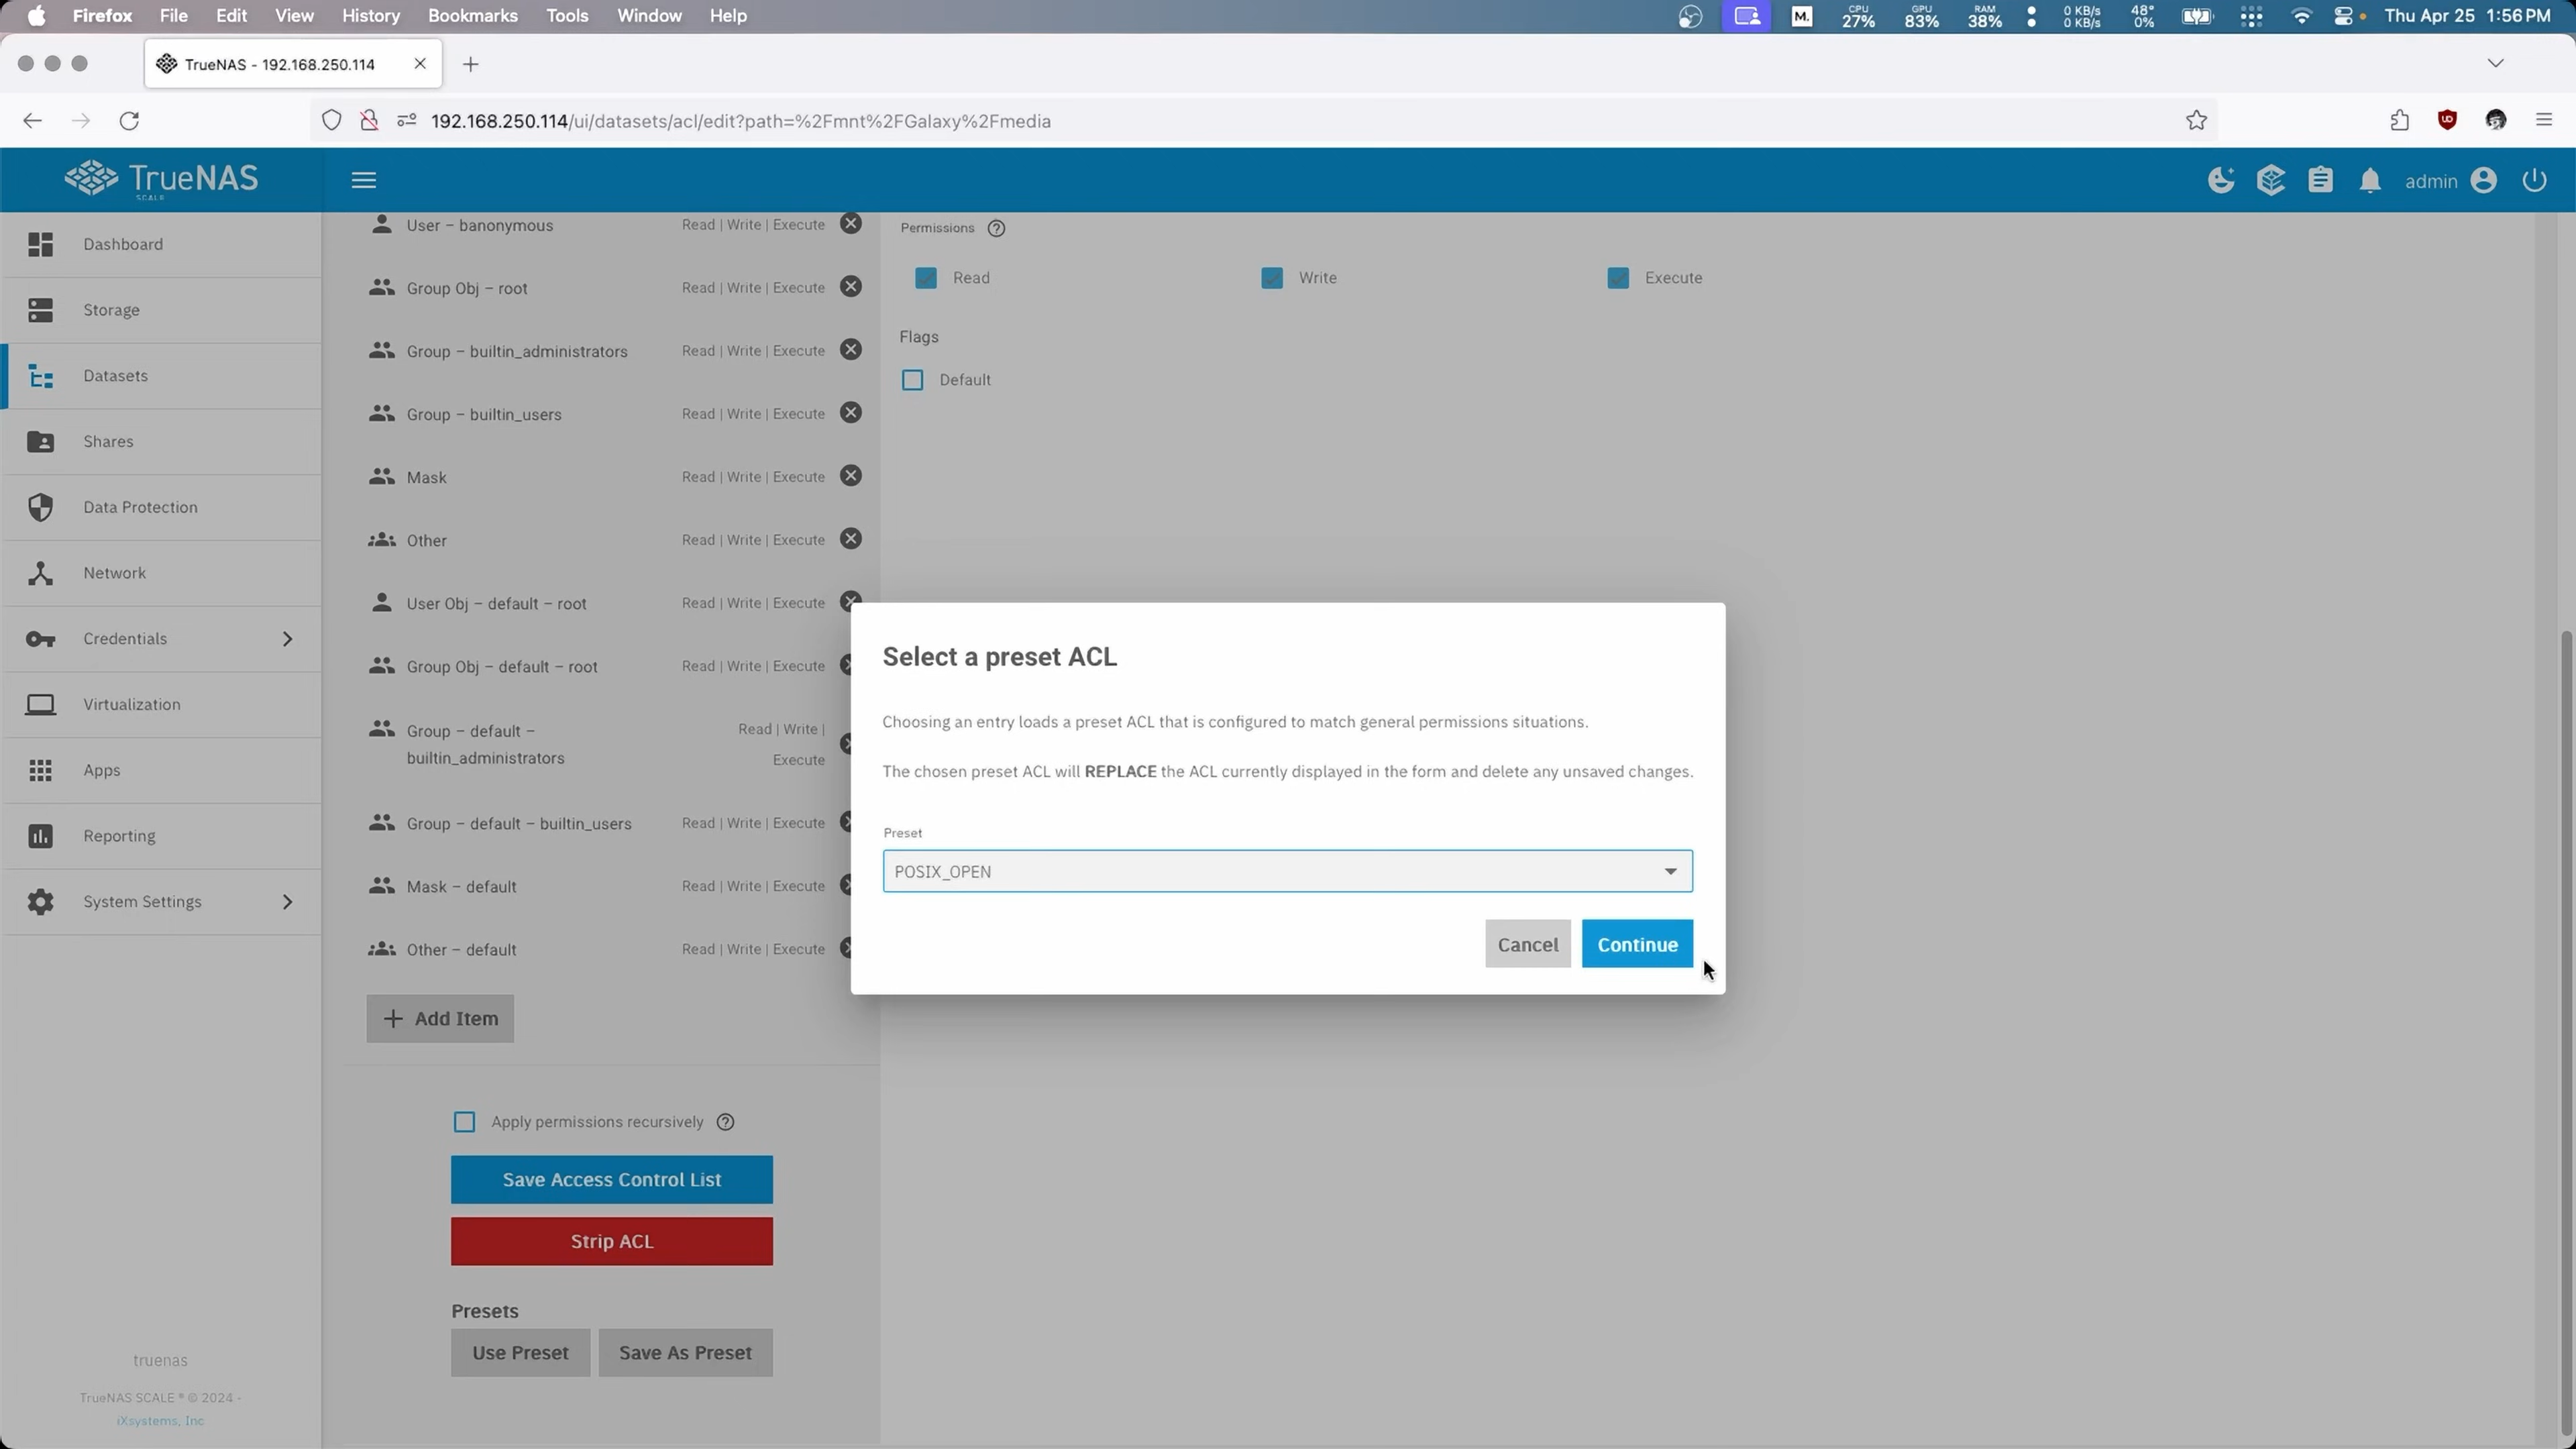 Firefox File Edit View History Bookmarks Tools Window Help
M. CPU 27% GPU 83% RAM 38% 0 KB/s 0 KB/s 48° 0% Thu Apr 25 1:56 PM
TrueNAS - 192.168.250.114
192.168.250.114/ui/datasets/acl/edit?path=%2Fmnt%2FGalaxy%2Fmedia
TrueNAS
SCALE
admin
Dashboard
Storage
Datasets
Shares
Data Protection
Network
Credentials
Virtualization
Apps
Reporting
System Settings
truenas
TrueNAS SCALE ® © 2024 -
iXsystems, Inc
User – banonymous Read | Write | Execute
Group Obj – root Read | Write | Execute
Group – builtin_administrators Read | Write | Execute
Group – builtin_users Read | Write | Execute
Mask Read | Write | Execute
Other Read | Write | Execute
User Obj – default – root Read | Write | Execute
Group Obj – default – root Read | Write | Execute
Group – default – Read | Write |
builtin_administrators Execute
Group – default – builtin_users Read | Write | Execute
Mask – default Read | Write | Execute
Other – default Read | Write | Execute
+ Add Item
Apply permissions recursively
Save Access Control List
Strip ACL
Presets
Use Preset Save As Preset
Permissions
Read Write Execute
Flags
Default
Select a preset ACL
Choosing an entry loads a preset ACL that is configured to match general permissions situations.
The chosen preset ACL will REPLACE the ACL currently displayed in the form and delete any unsaved changes.
Preset
POSIX_OPEN
Cancel Continue